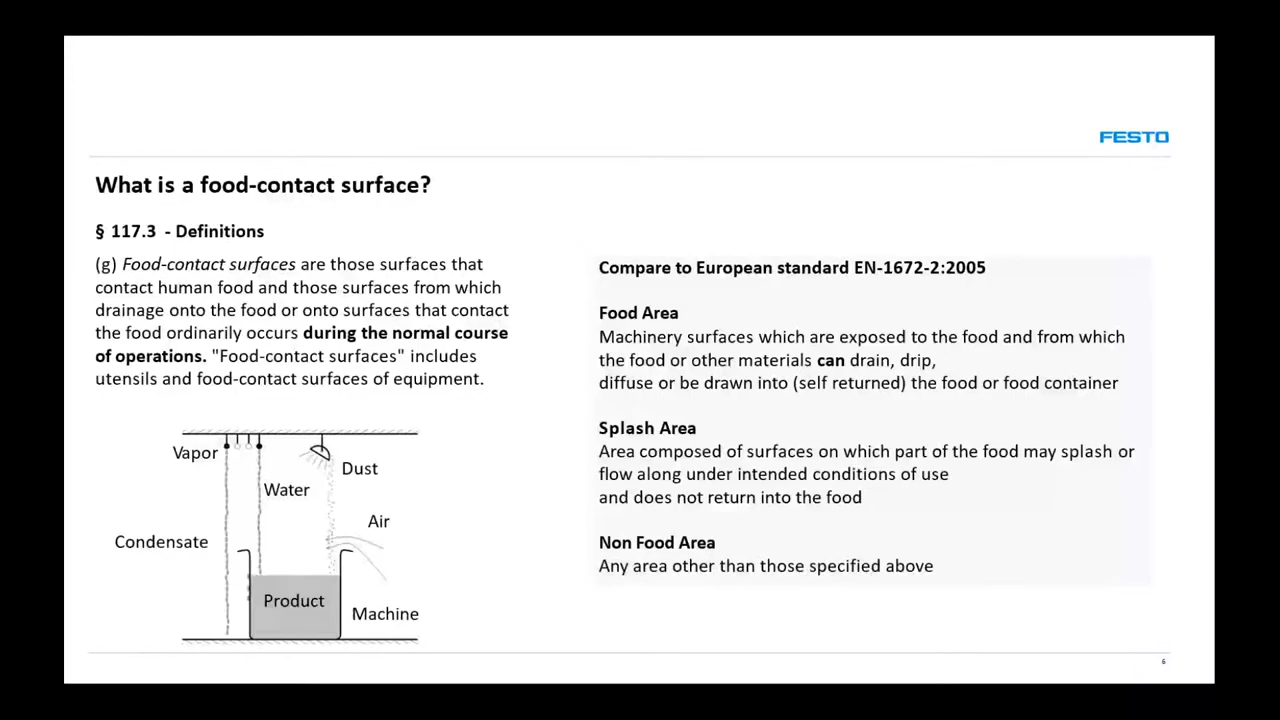 FESTO
What is a food-contact surface?
§ 117.3 - Definitions
(g) Food-contact surfaces are those surfaces that
contact human food and those surfaces from which
drainage onto the food or onto surfaces that contact
the food ordinarily occurs during the normal course
of operations. "Food-contact surfaces" includes
utensils and food-contact surfaces of equipment.
Vapor
Dust
Water
Air
Condensate
Product
Machine
Compare to European standard EN-1672-2:2005
Food Area
Machinery surfaces which are exposed to the food and from which
the food or other materials can drain, drip,
diffuse or be drawn into (self returned) the food or food container
Splash Area
Area composed of surfaces on which part of the food may splash or
flow along under intended conditions of use
and does not return into the food
Non Food Area
Any area other than those specified above
6